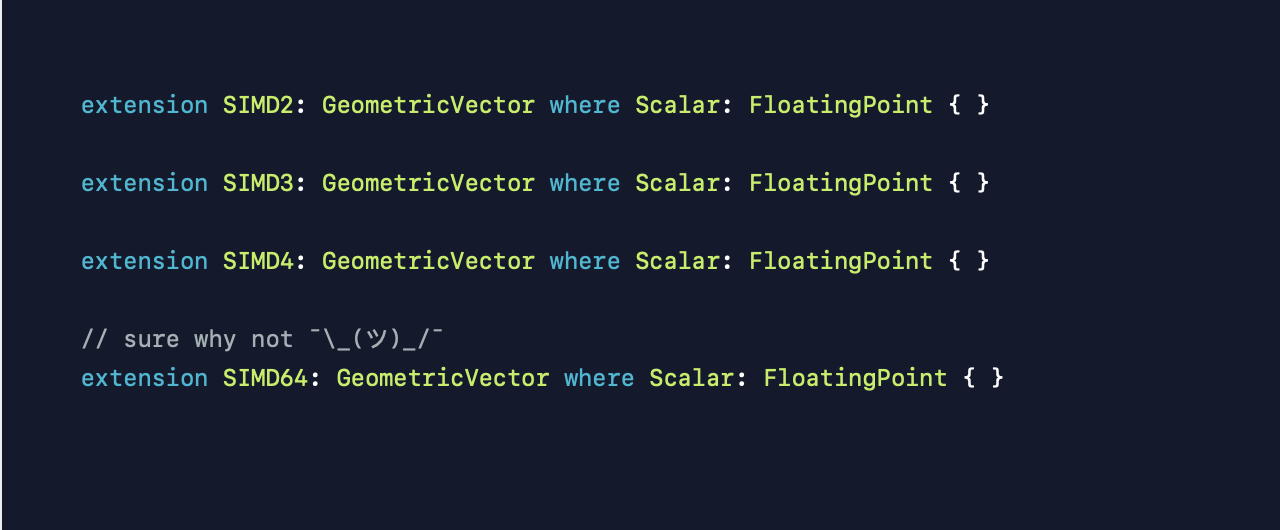 extension SIMD2: GeometricVector where Scalar: FloatingPoint { }
extension SIMD3: GeometricVector where Scalar: FloatingPoint { }
extension SIMD4: GeometricVector where Scalar: FloatingPoint { }
// sure why not ¯\_(ツ)_/¯
extension SIMD64: GeometricVector where Scalar: FloatingPoint { }